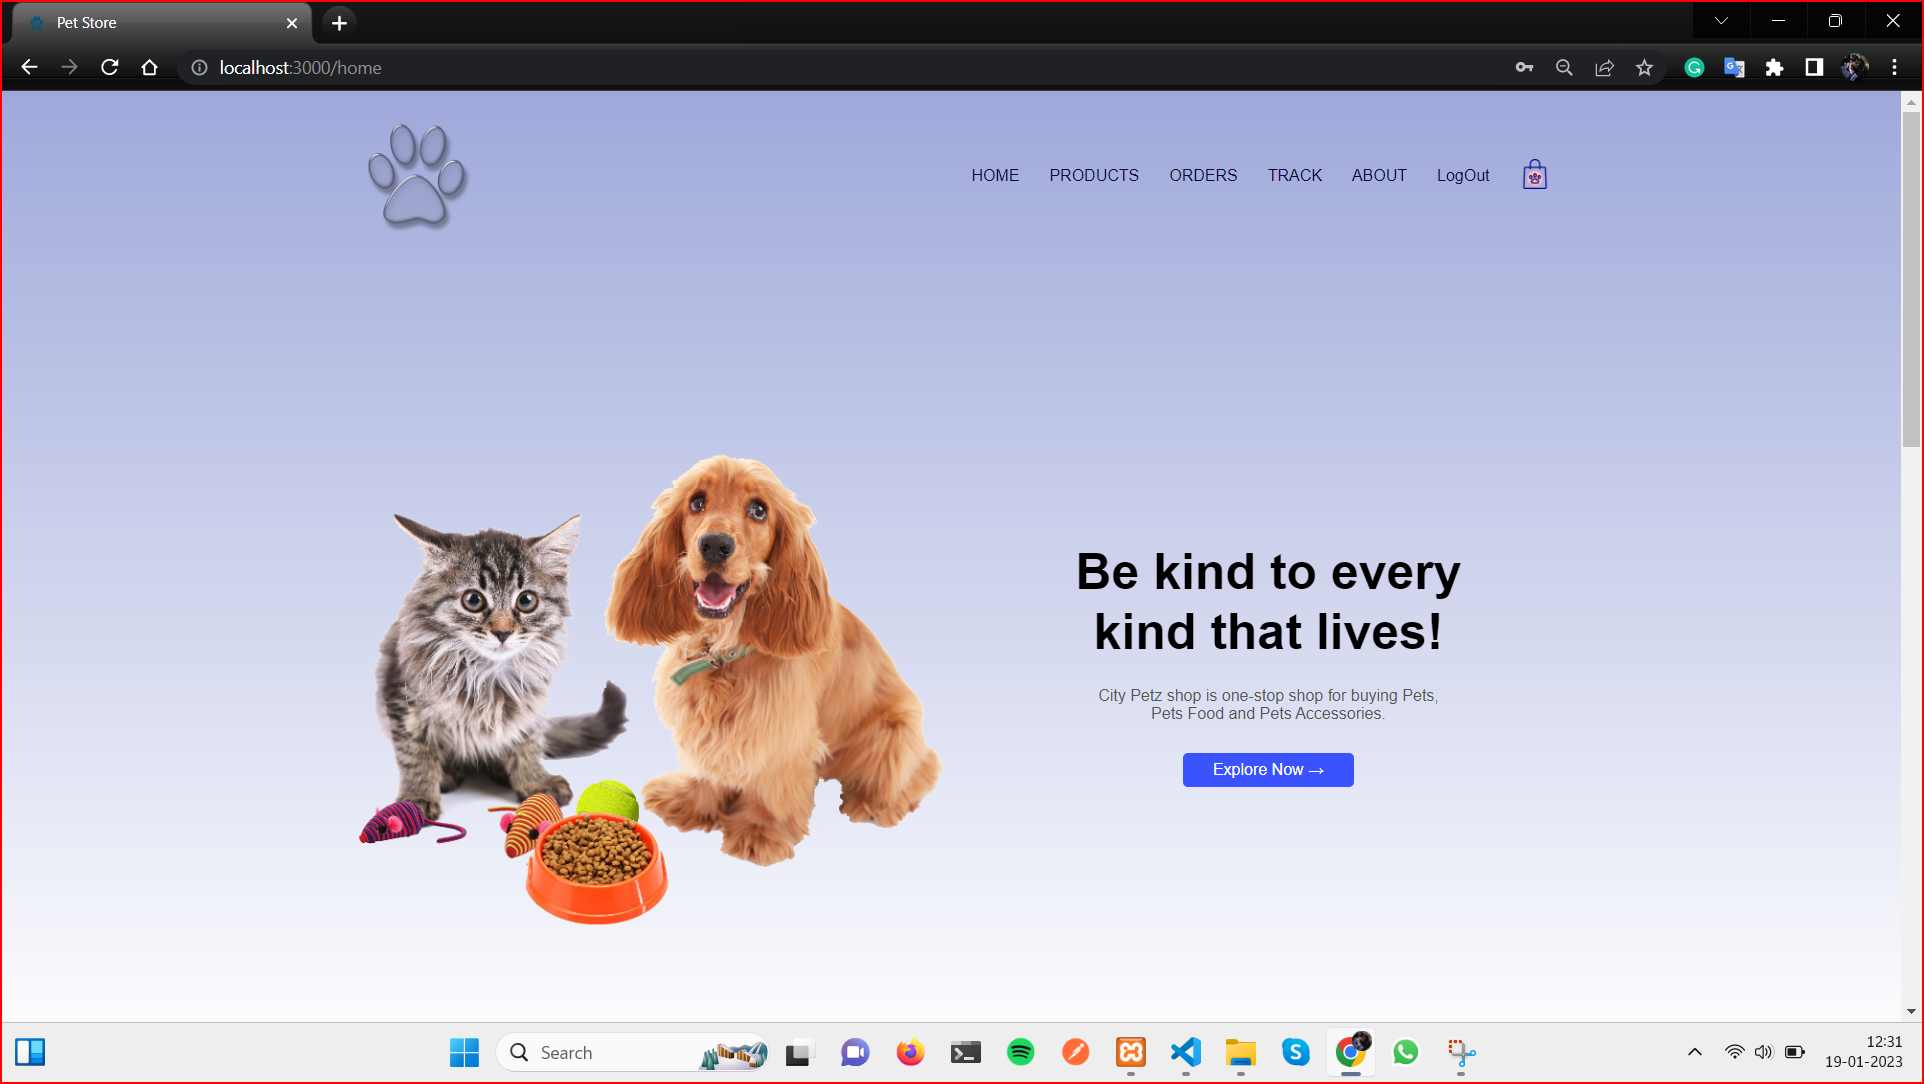 Pet Store
localhost:3000/home
HOME PRODUCTS ORDERS TRACK ABOUT LogOut
Be kind to every
kind that lives!
City Petz shop is one-stop shop for buying Pets,
Pets Food and Pets Accessories.
Explore Now →
Search
12:31
19-01-2023